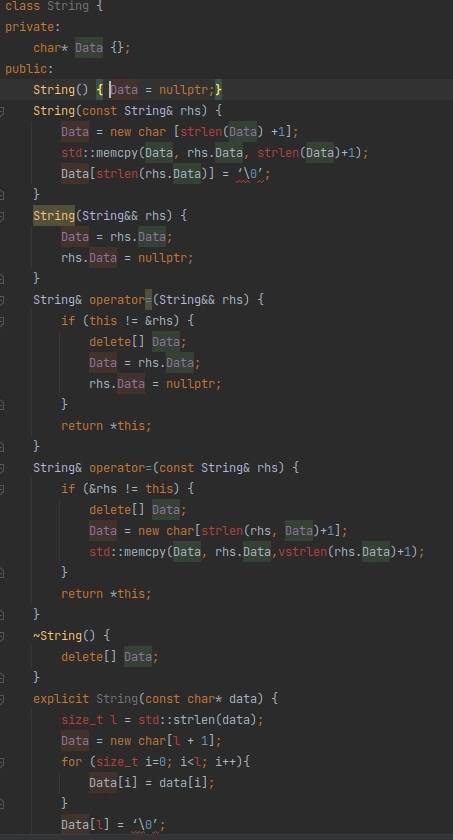 class String {
private:
    char* Data {};
public:
    String() { Data = nullptr;}
    String(const String& rhs) {
        Data = new char [strlen(Data) +1];
        std::memcpy(Data, rhs.Data, strlen(Data)+1);
        Data[strlen(rhs.Data)] = ‘\0’;
    }
    String(String&& rhs) {
        Data = rhs.Data;
        rhs.Data = nullptr;
    }
    String& operator=(String&& rhs) {
        if (this != &rhs) {
            delete[] Data;
            Data = rhs.Data;
            rhs.Data = nullptr;
        }
        return *this;
    }
    String& operator=(const String& rhs) {
        if (&rhs != this) {
            delete[] Data;
            Data = new char[strlen(rhs, Data)+1];
            std::memcpy(Data, rhs.Data,vstrlen(rhs.Data)+1);
        }
        return *this;
    }
    ~String() {
        delete[] Data;
    }
    explicit String(const char* data) {
        size_t l = std::strlen(data);
        Data = new char[l + 1];
        for (size_t i=0; i<l; i++){
            Data[i] = data[i];
        }
        Data[l] = ‘\0’;